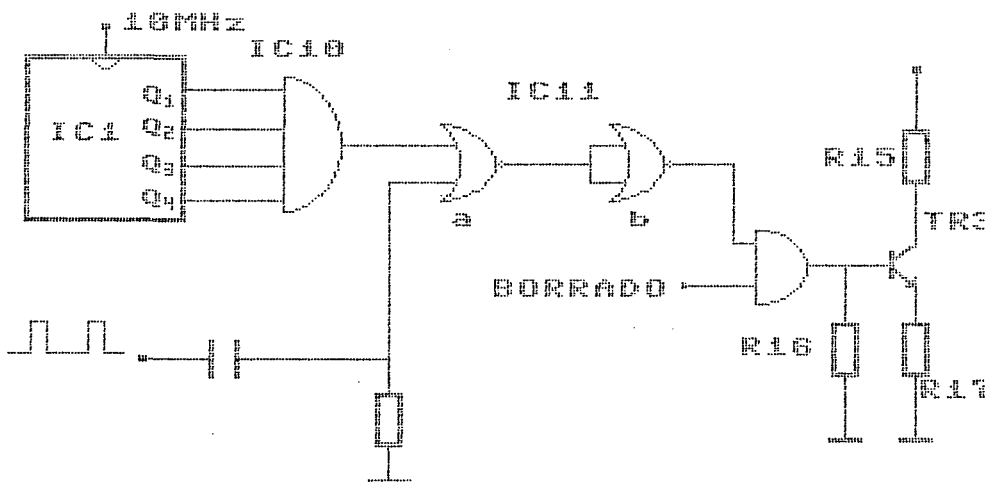 10MHz
IC10
IC1
Q1
Q2
Q3
Q4
IC11
a
b
R15
TR3
BORRADO
R16
R17